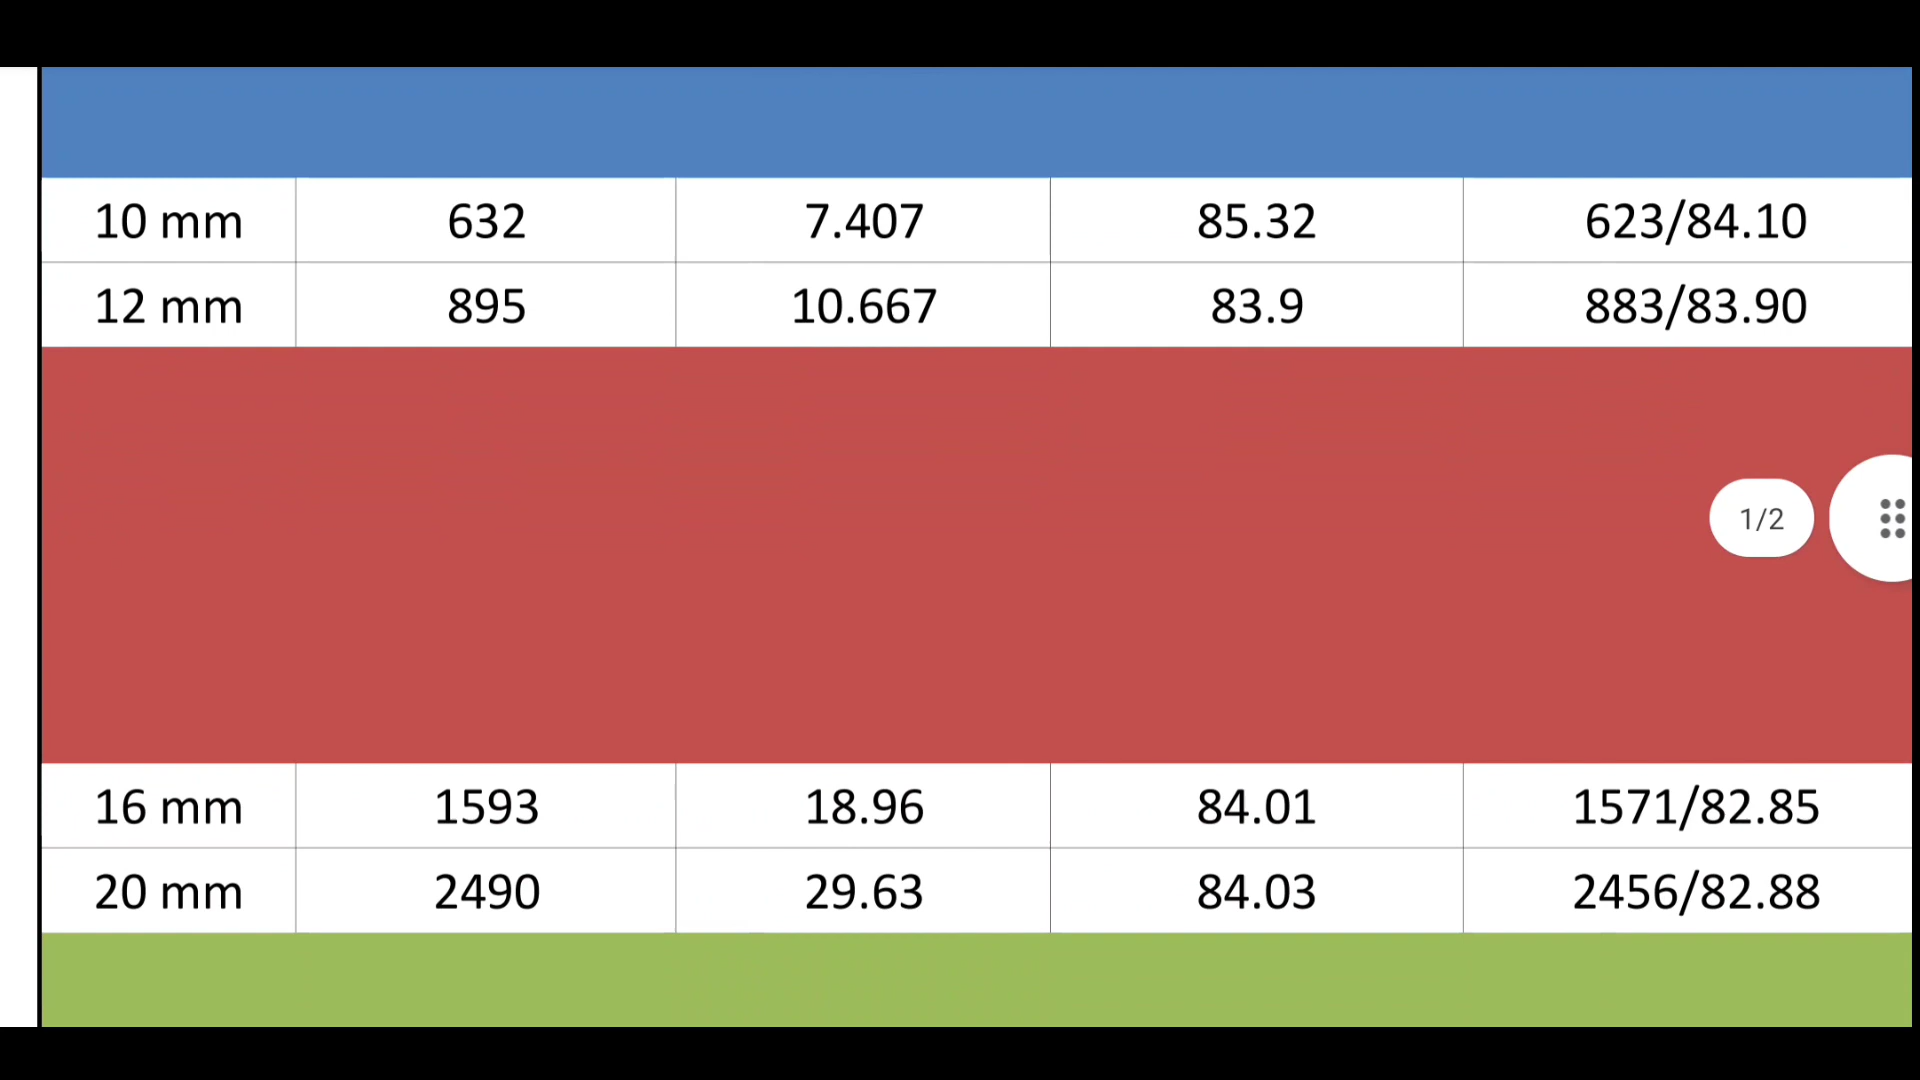 10 mm 632 7.407 85.32 623/84.10
12 mm 895 10.667 83.9 883/83.90
1/2
16 mm 1593 18.96 84.01 1571/82.85
20 mm 2490 29.63 84.03 2456/82.88